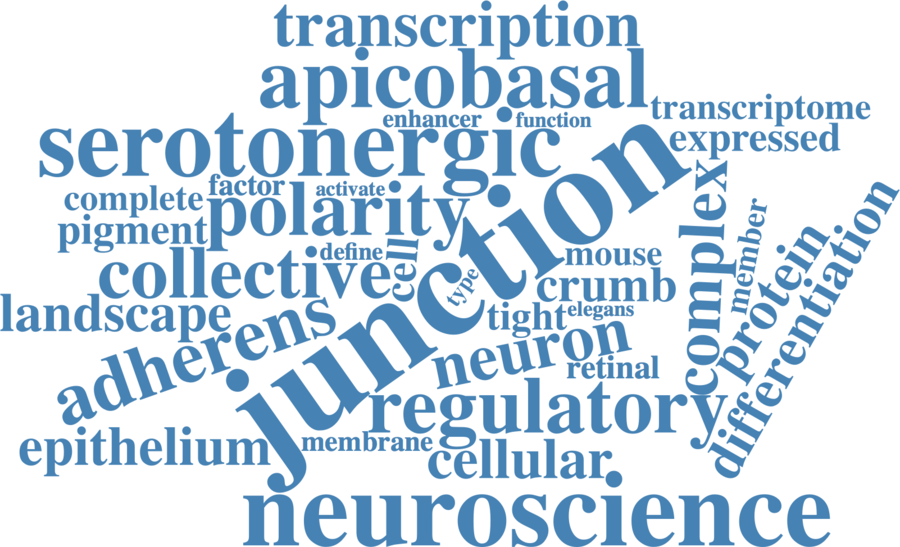 transcription
apicobasal
transcriptome
enhancer
function
serotonergic
expressed
junction
factor
activate
complete
polarity
pigment
complex
member
define
cell
mouse
collective
type
crumb
protein
differentiation
landscape
tight
elegans
adherens
neuron
retinal
regulatory
epithelium
membrane
cellular
neuroscience